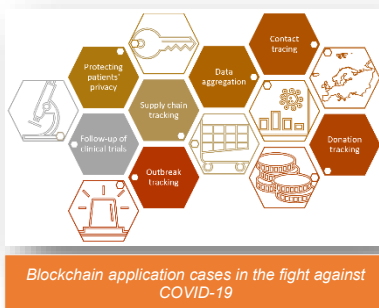 Contact
tracing
Protecting
patients'
privacy
Data
aggregation
Supply chain
tracking
Follow-up of
clinical trials
Donation
tracking
Outbreak
tracking
Blockchain application cases in the fight against
COVID-19